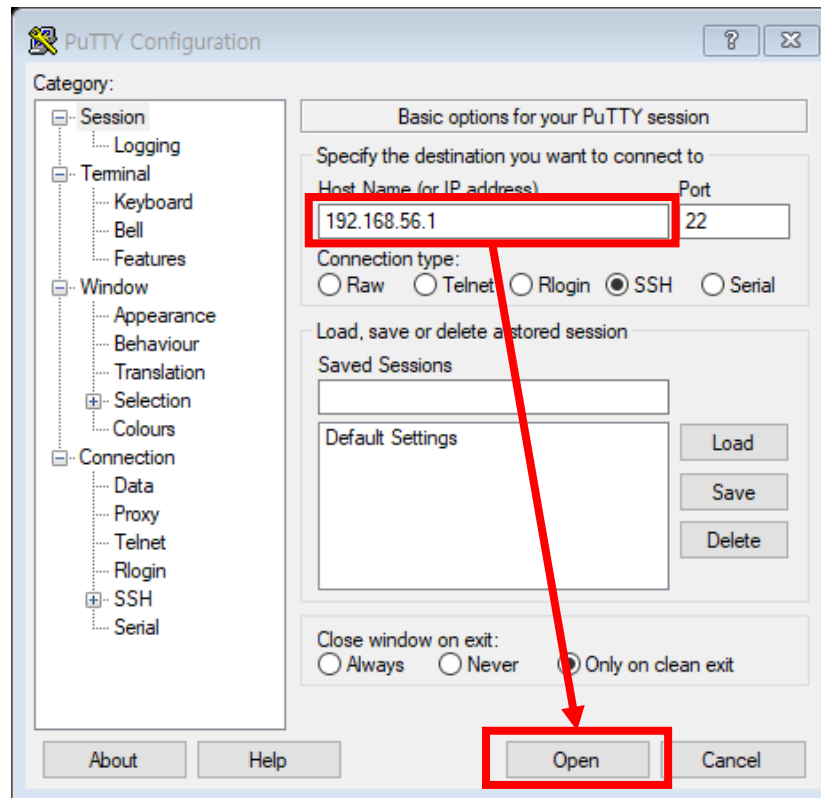 PuTTY Configuration
Category:
Session
Logging
Terminal
Keyboard
Bell
Features
Window
Appearance
Behaviour
Translation
Selection
Colours
Connection
Data
Proxy
Telnet
Rlogin
SSH
Serial
Basic options for your PuTTY session
Specify the destination you want to connect to
Host Name (or IP address) Port
192.168.56.1 22
Connection type:
Raw Telnet Rlogin SSH Serial
Load, save or delete a stored session
Saved Sessions
Default Settings
Load
Save
Delete
Close window on exit:
Always Never Only on clean exit
About Help Open Cancel